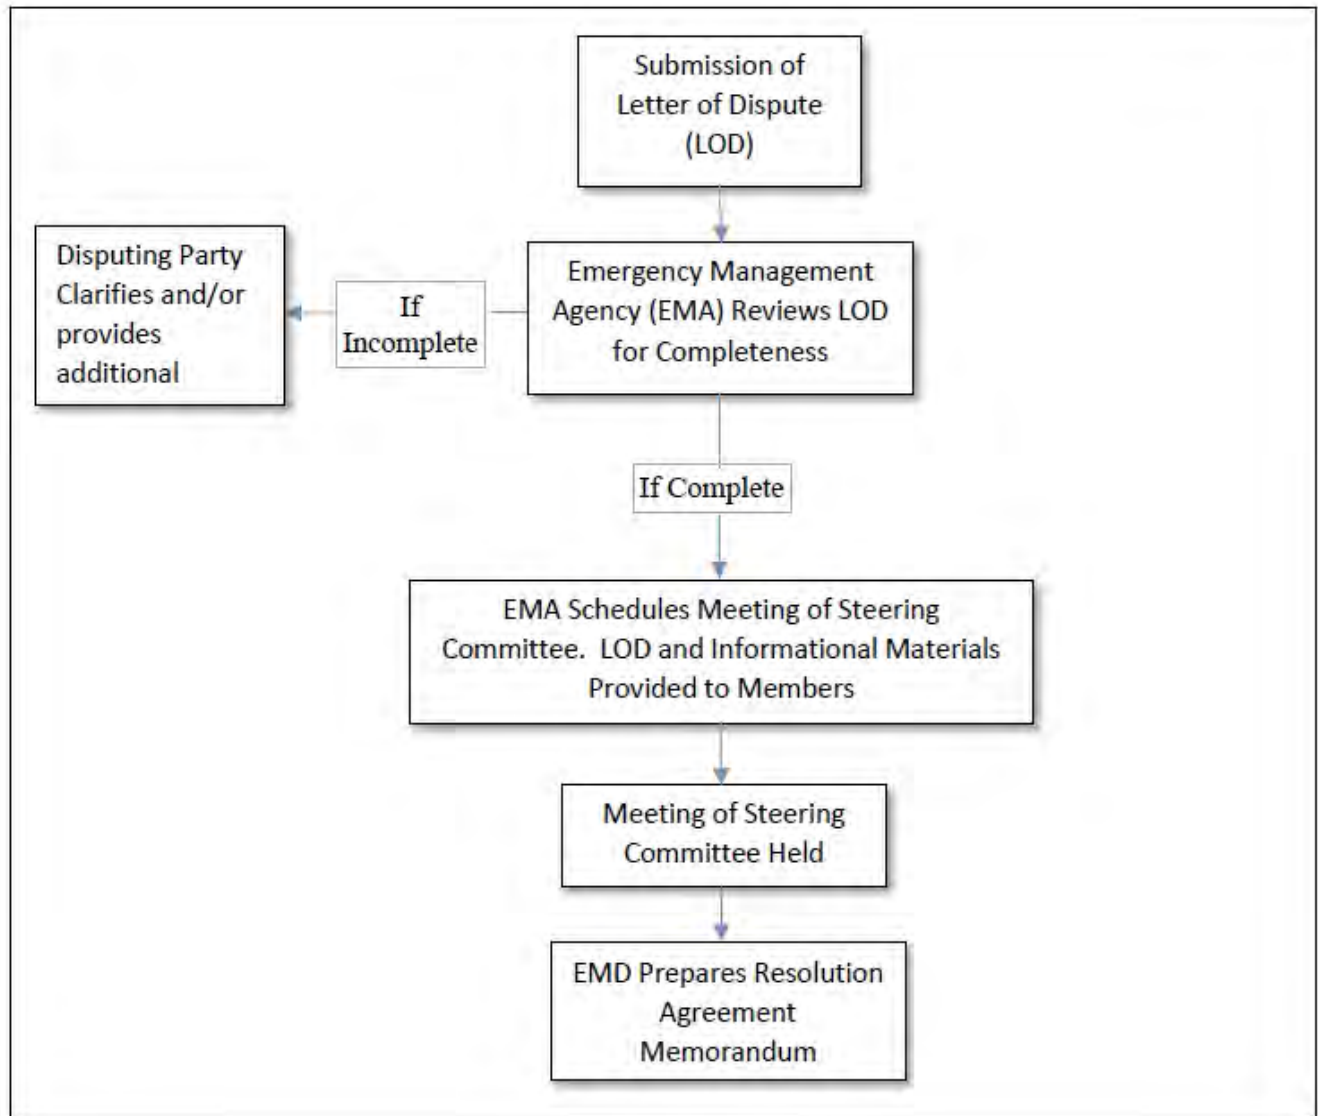 Submission of
Letter of Dispute
(LOD)
Emergency Management
Agency (EMA) Reviews LOD
for Completeness
If
Incomplete
Disputing Party
Clarifies and/or
provides
additional
If Complete
EMA Schedules Meeting of Steering
Committee.  LOD and Informational Materials
Provided to Members
Meeting of Steering
Committee Held
EMD Prepares Resolution
Agreement
Memorandum